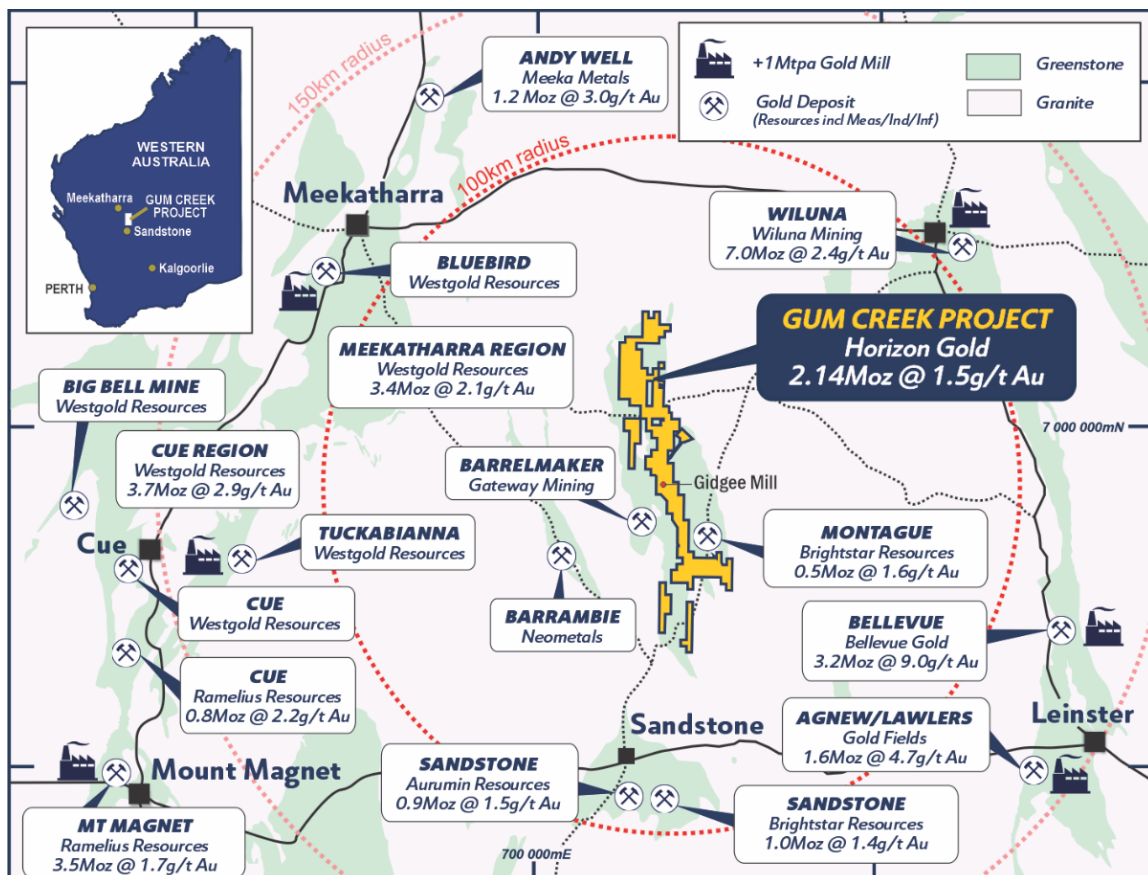 WESTERN
AUSTRALIA
Meekatharra
GUM CREEK
PROJECT
Sandstone
Kalgoorlie
PERTH
150km radius
ANDY WELL
Meeka Metals
1.2 Moz @ 3.0g/t Au
+1Mtpa Gold Mill
Gold Deposit
(Resources incl Meas/Ind/Inf)
Greenstone
Granite
100km radius
Meekatharra
WILUNA
Wiluna Mining
7.0Moz @ 2.4g/t Au
BLUEBIRD
Westgold Resources
GUM CREEK PROJECT
Horizon Gold
2.14Moz @ 1.5g/t Au
MEEKATHARRA REGION
Westgold Resources
3.4Moz @ 2.1g/t Au
BIG BELL MINE
Westgold Resources
7 000 000mN
CUE REGION
Westgold Resources
3.7Moz @ 2.9g/t Au
BARRELMAKER
Gateway Mining
Gidgee Mill
Cue
TUCKABIANNA
Westgold Resources
MONTAGUE
Brightstar Resources
0.5Moz @ 1.6g/t Au
CUE
Westgold Resources
BARRAMBIE
Neometals
BELLEVUE
Bellevue Gold
3.2Moz @ 9.0g/t Au
CUE
Ramelius Resources
0.8Moz @ 2.2g/t Au
Sandstone
AGNEW/LAWLERS
Gold Fields
1.6Moz @ 4.7g/t Au
Leinster
Mount Magnet
SANDSTONE
Aurumin Resources
0.9Moz @ 1.5g/t Au
SANDSTONE
Brightstar Resources
1.0Moz @ 1.4g/t Au
MT MAGNET
Ramelius Resources
3.5Moz @ 1.7g/t Au
700 000mE